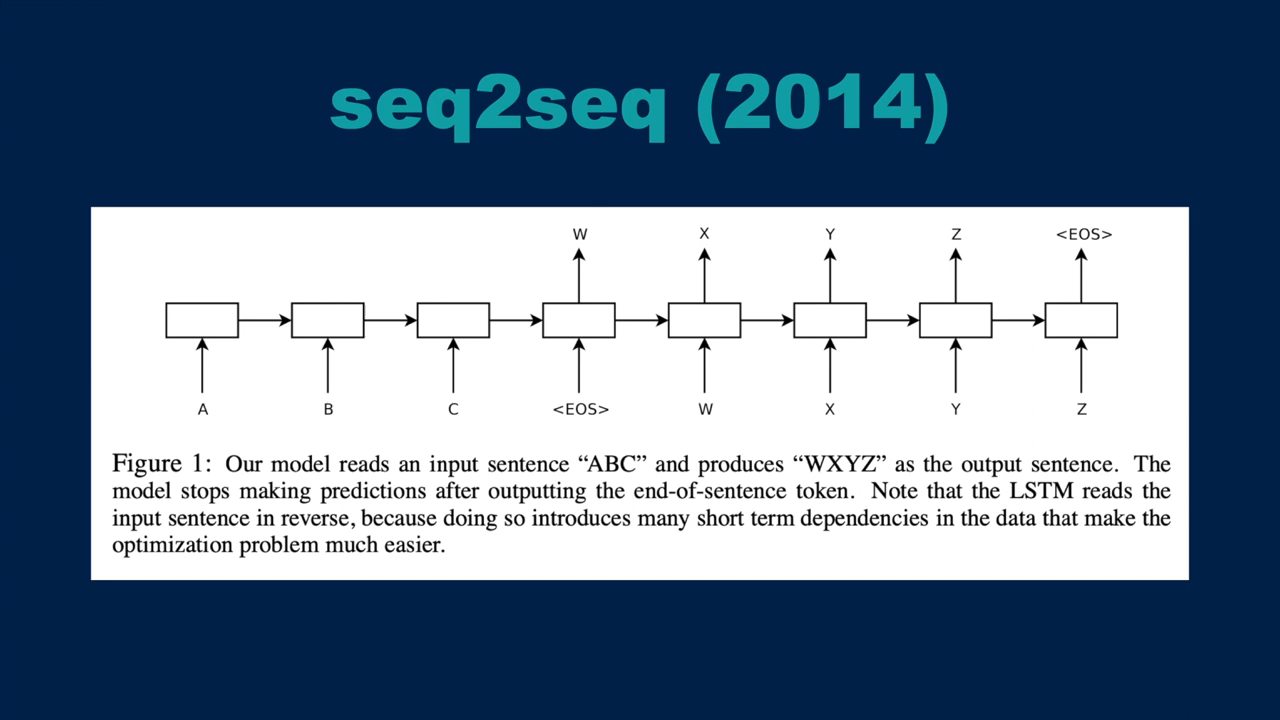 seq2seq (2014)
W X Y Z <EOS>
A B C <EOS> W X Y Z
Figure 1: Our model reads an input sentence “ABC” and produces “WXYZ” as the output sentence. The
model stops making predictions after outputting the end-of-sentence token. Note that the LSTM reads the
input sentence in reverse, because doing so introduces many short term dependencies in the data that make the
optimization problem much easier.